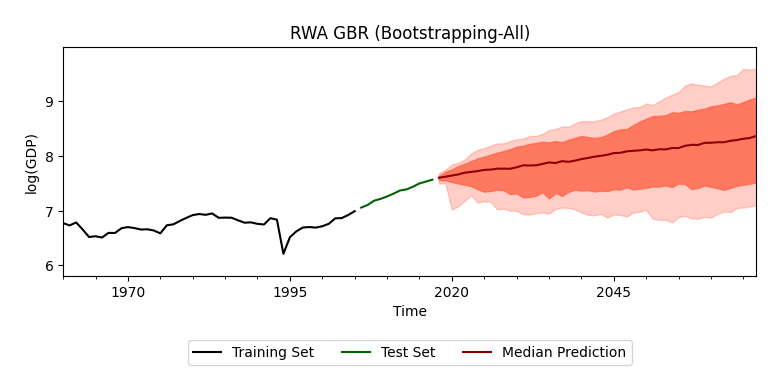 RWA GBR (Bootstrapping-All)
9
8
7
6
log(GDP)
1970 1995 2020 2045
Time
Training Set Test Set Median Prediction